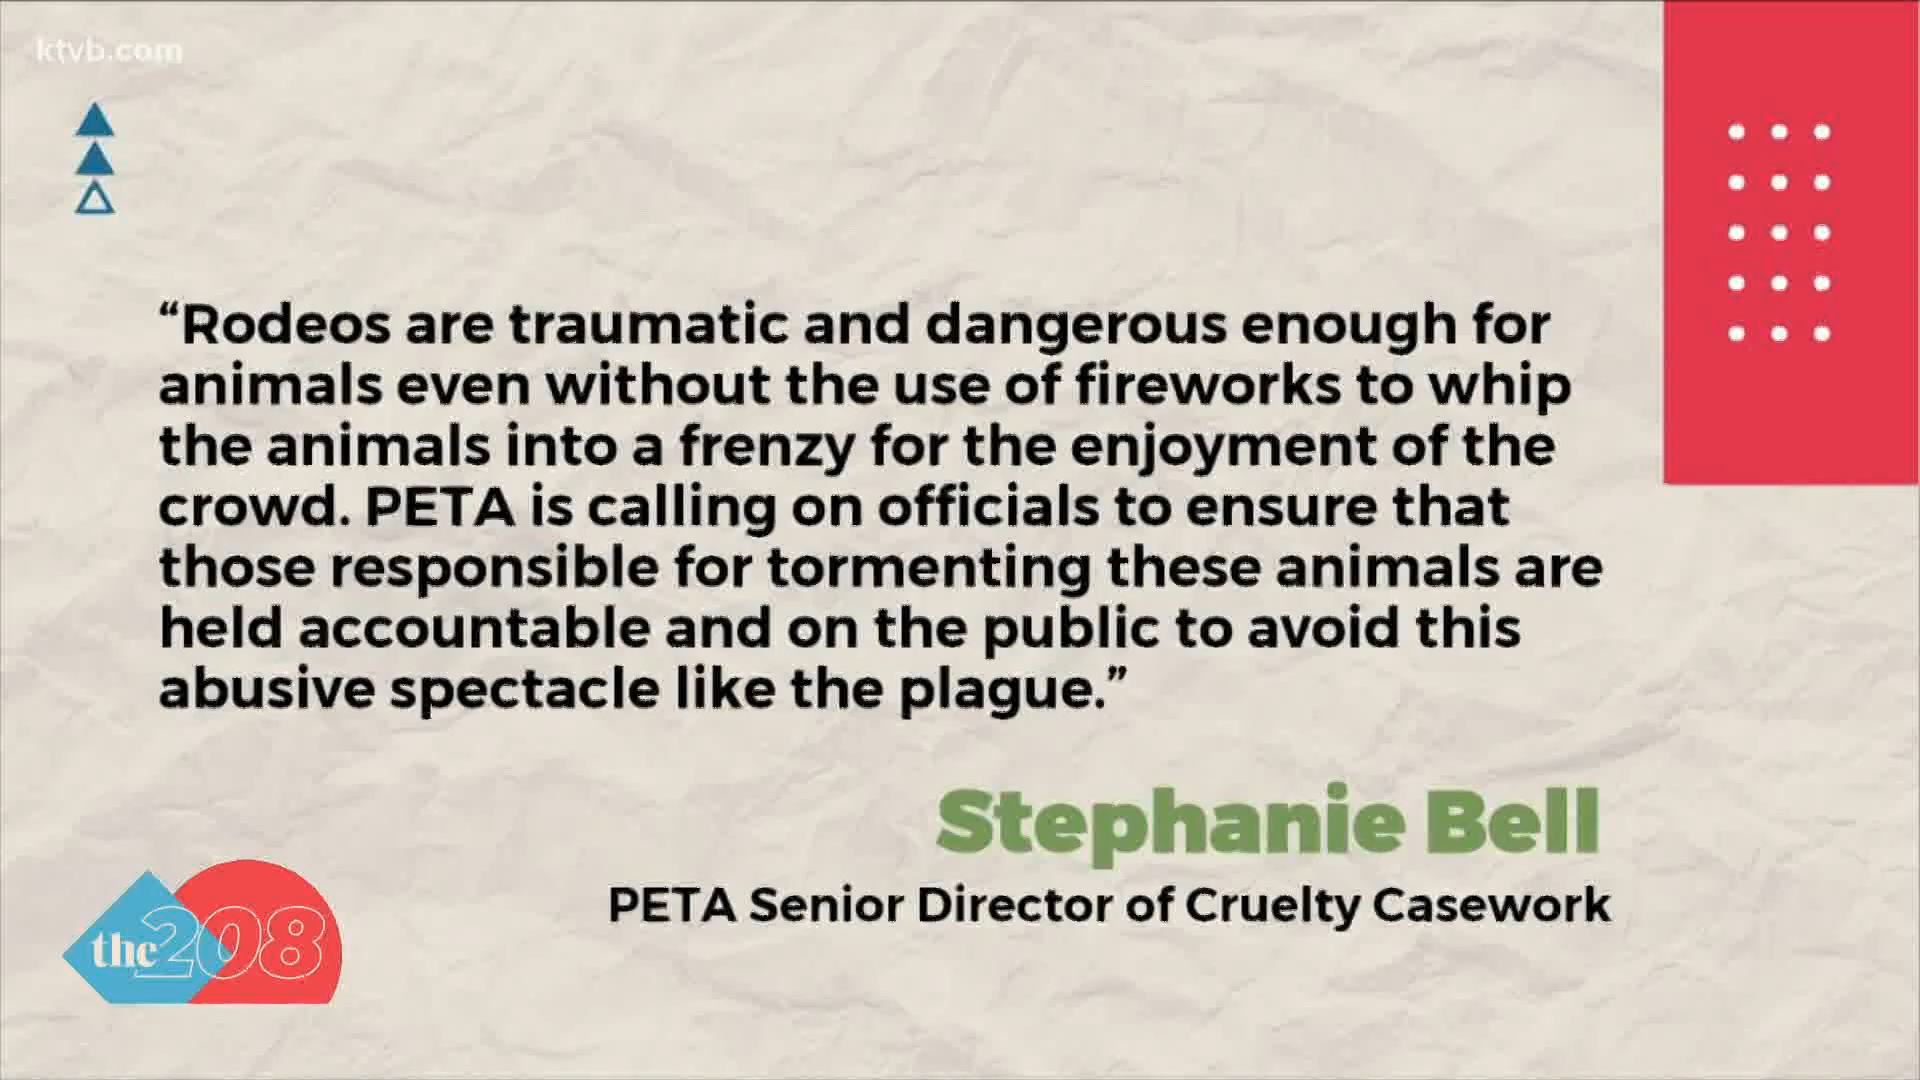 ktvb.com
“Rodeos are traumatic and dangerous enough for
animals even without the use of fireworks to whip
the animals into a frenzy for the enjoyment of the
crowd. PETA is calling on officials to ensure that
those responsible for tormenting these animals are
held accountable and on the public to avoid this
abusive spectacle like the plague.”
Stephanie Bell
PETA Senior Director of Cruelty Casework
the 208